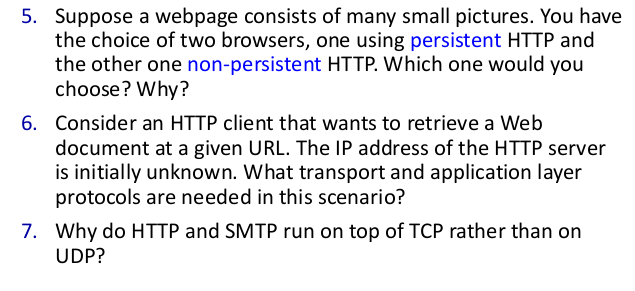 5. Suppose a webpage consists of many small pictures. You have
the choice of two browsers, one using persistent HTTP and
the other one non-persistent HTTP. Which one would you
choose? Why?
6. Consider an HTTP client that wants to retrieve a Web
document at a given URL. The IP address of the HTTP server
is initially unknown. What transport and application layer
protocols are needed in this scenario?
7. Why do HTTP and SMTP run on top of TCP rather than on
UDP?